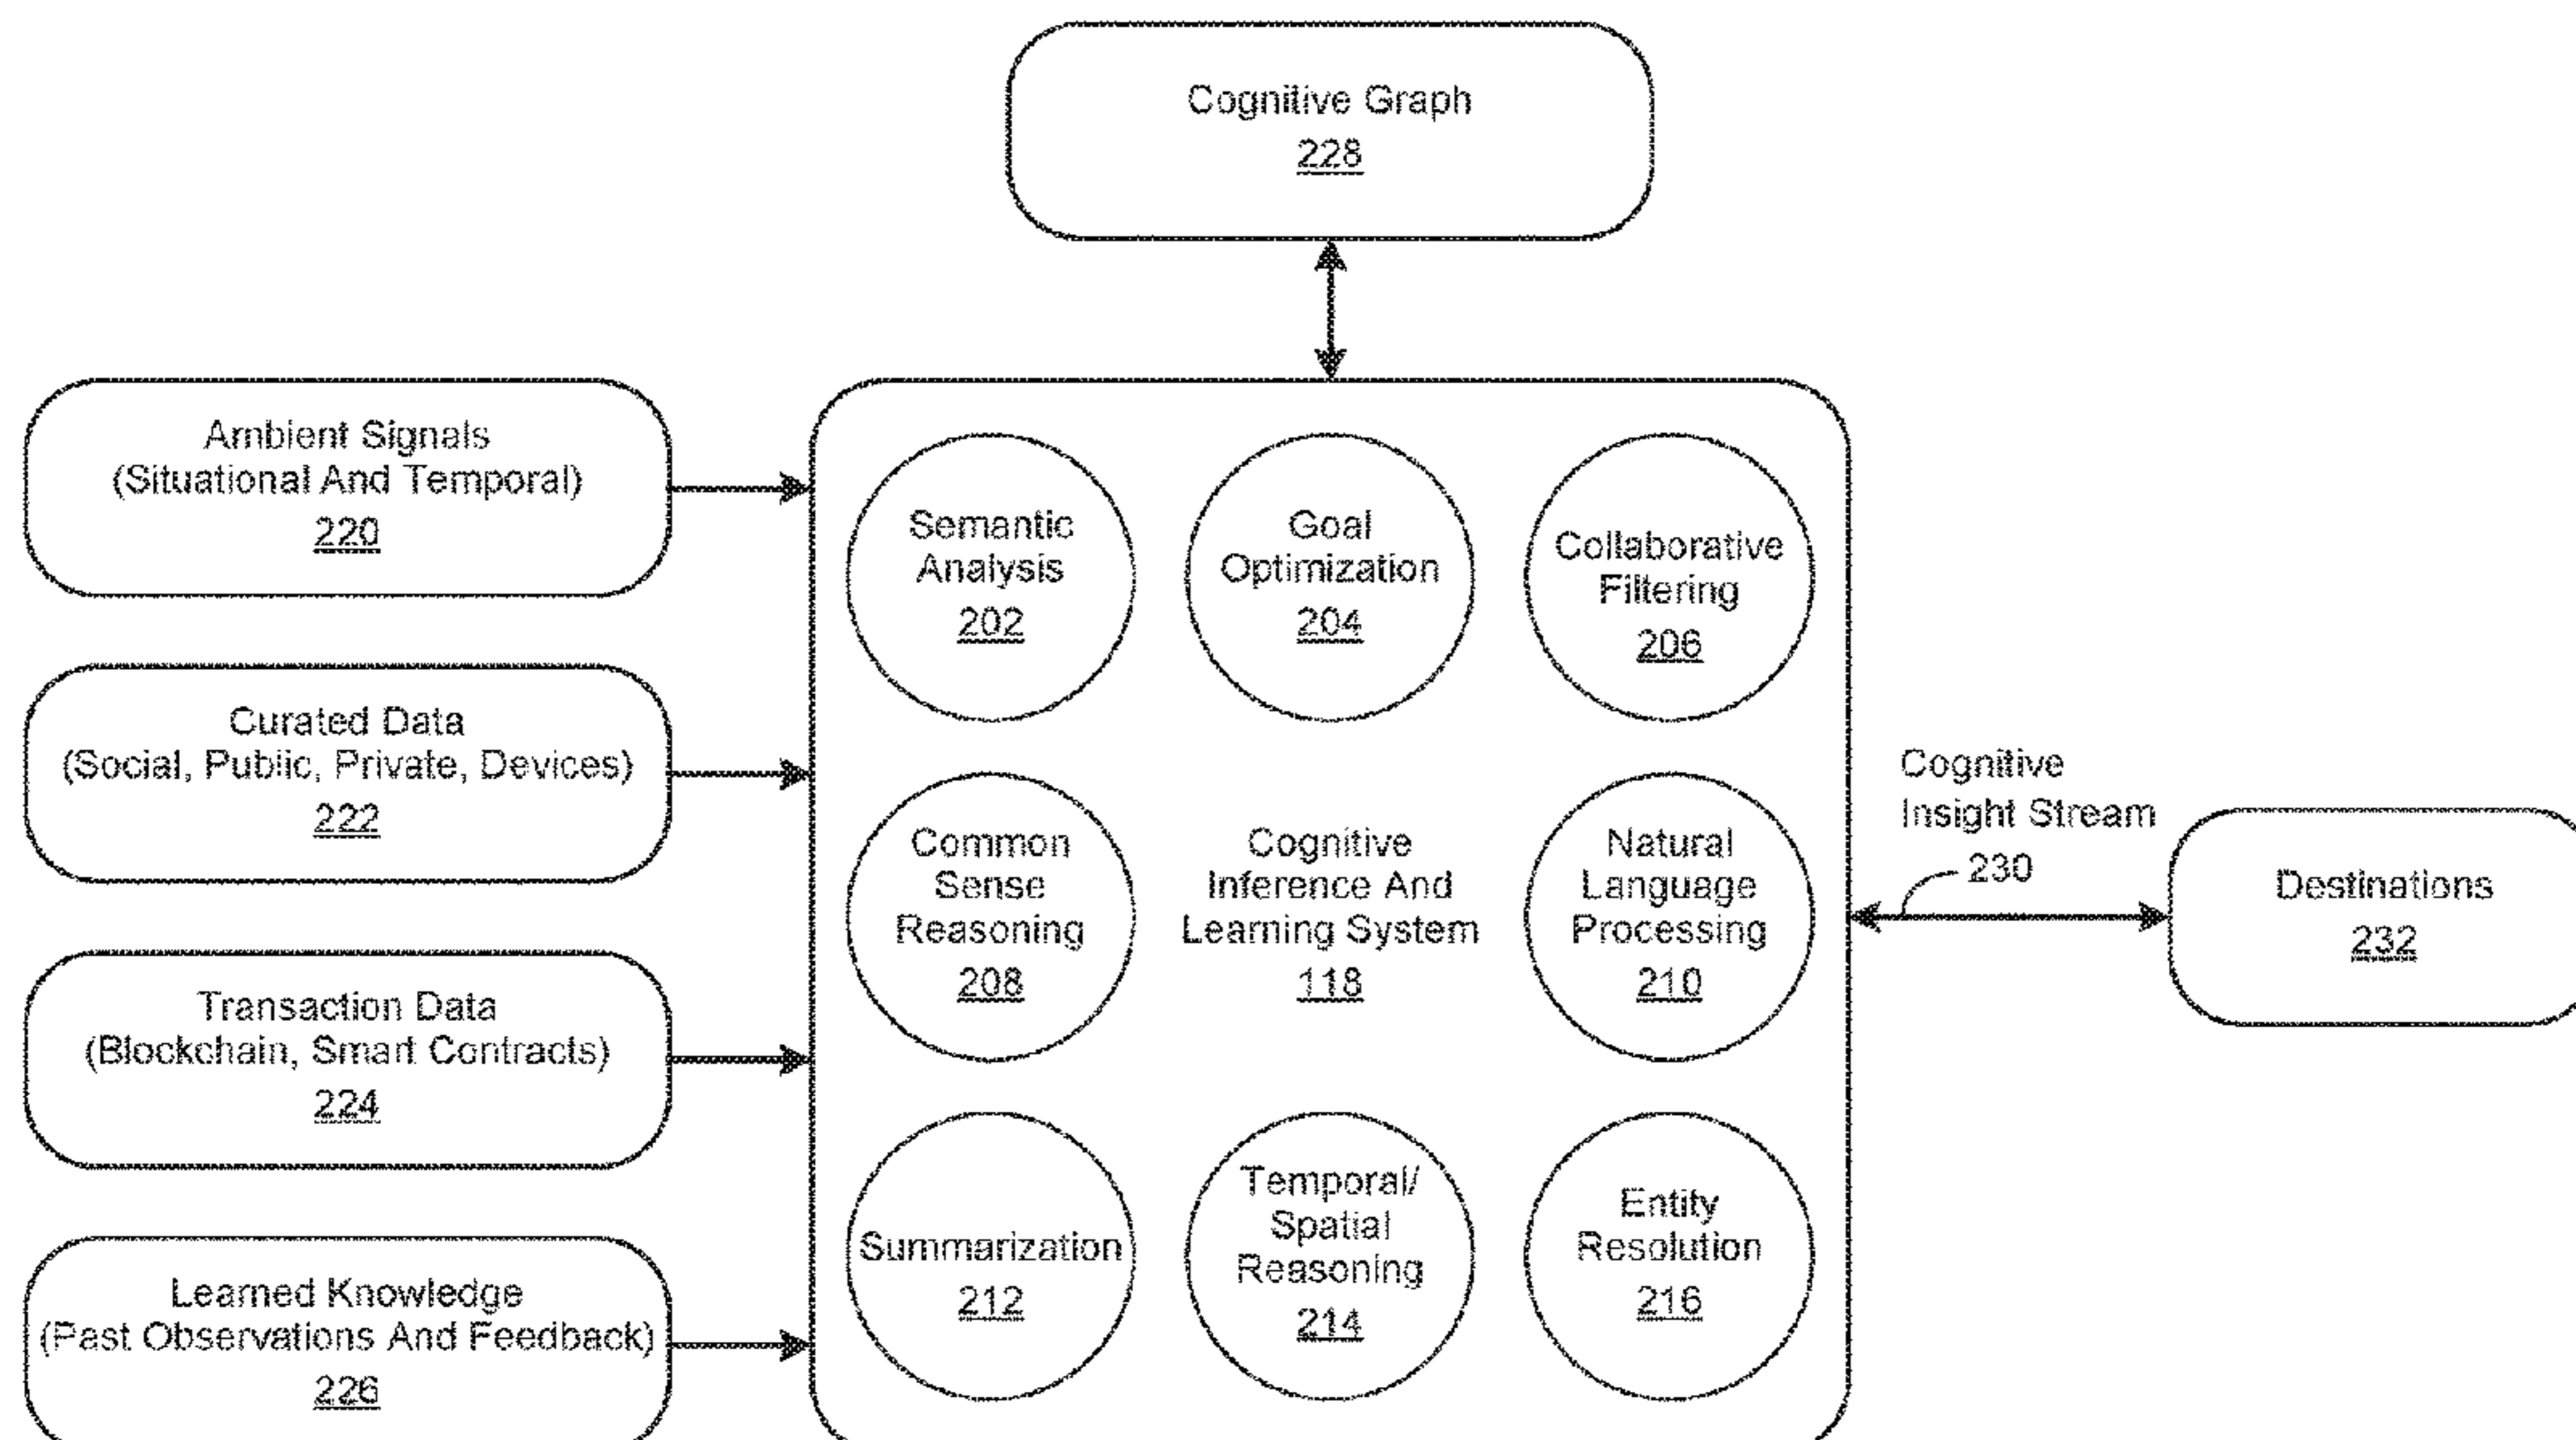 Cognitive Graph
228
Ambient Signals
(Situational And Temporal)
220
Curated Data
(Social, Public, Private, Devices)
222
Transaction Data
(Blockchain, Smart Contracts)
224
Learned Knowledge
(Past Observations And Feedback)
226
Semantic
Analysis
202
Goal
Optimization
204
Collaborative
Filtering
206
Common
Sense
Reasoning
208
Cognitive
Inference And
Learning System
118
Natural
Language
Processing
210
Summarization
212
Temporal/
Spatial
Reasoning
214
Entity
Resolution
216
Cognitive
Insight Stream
230
Destinations
232